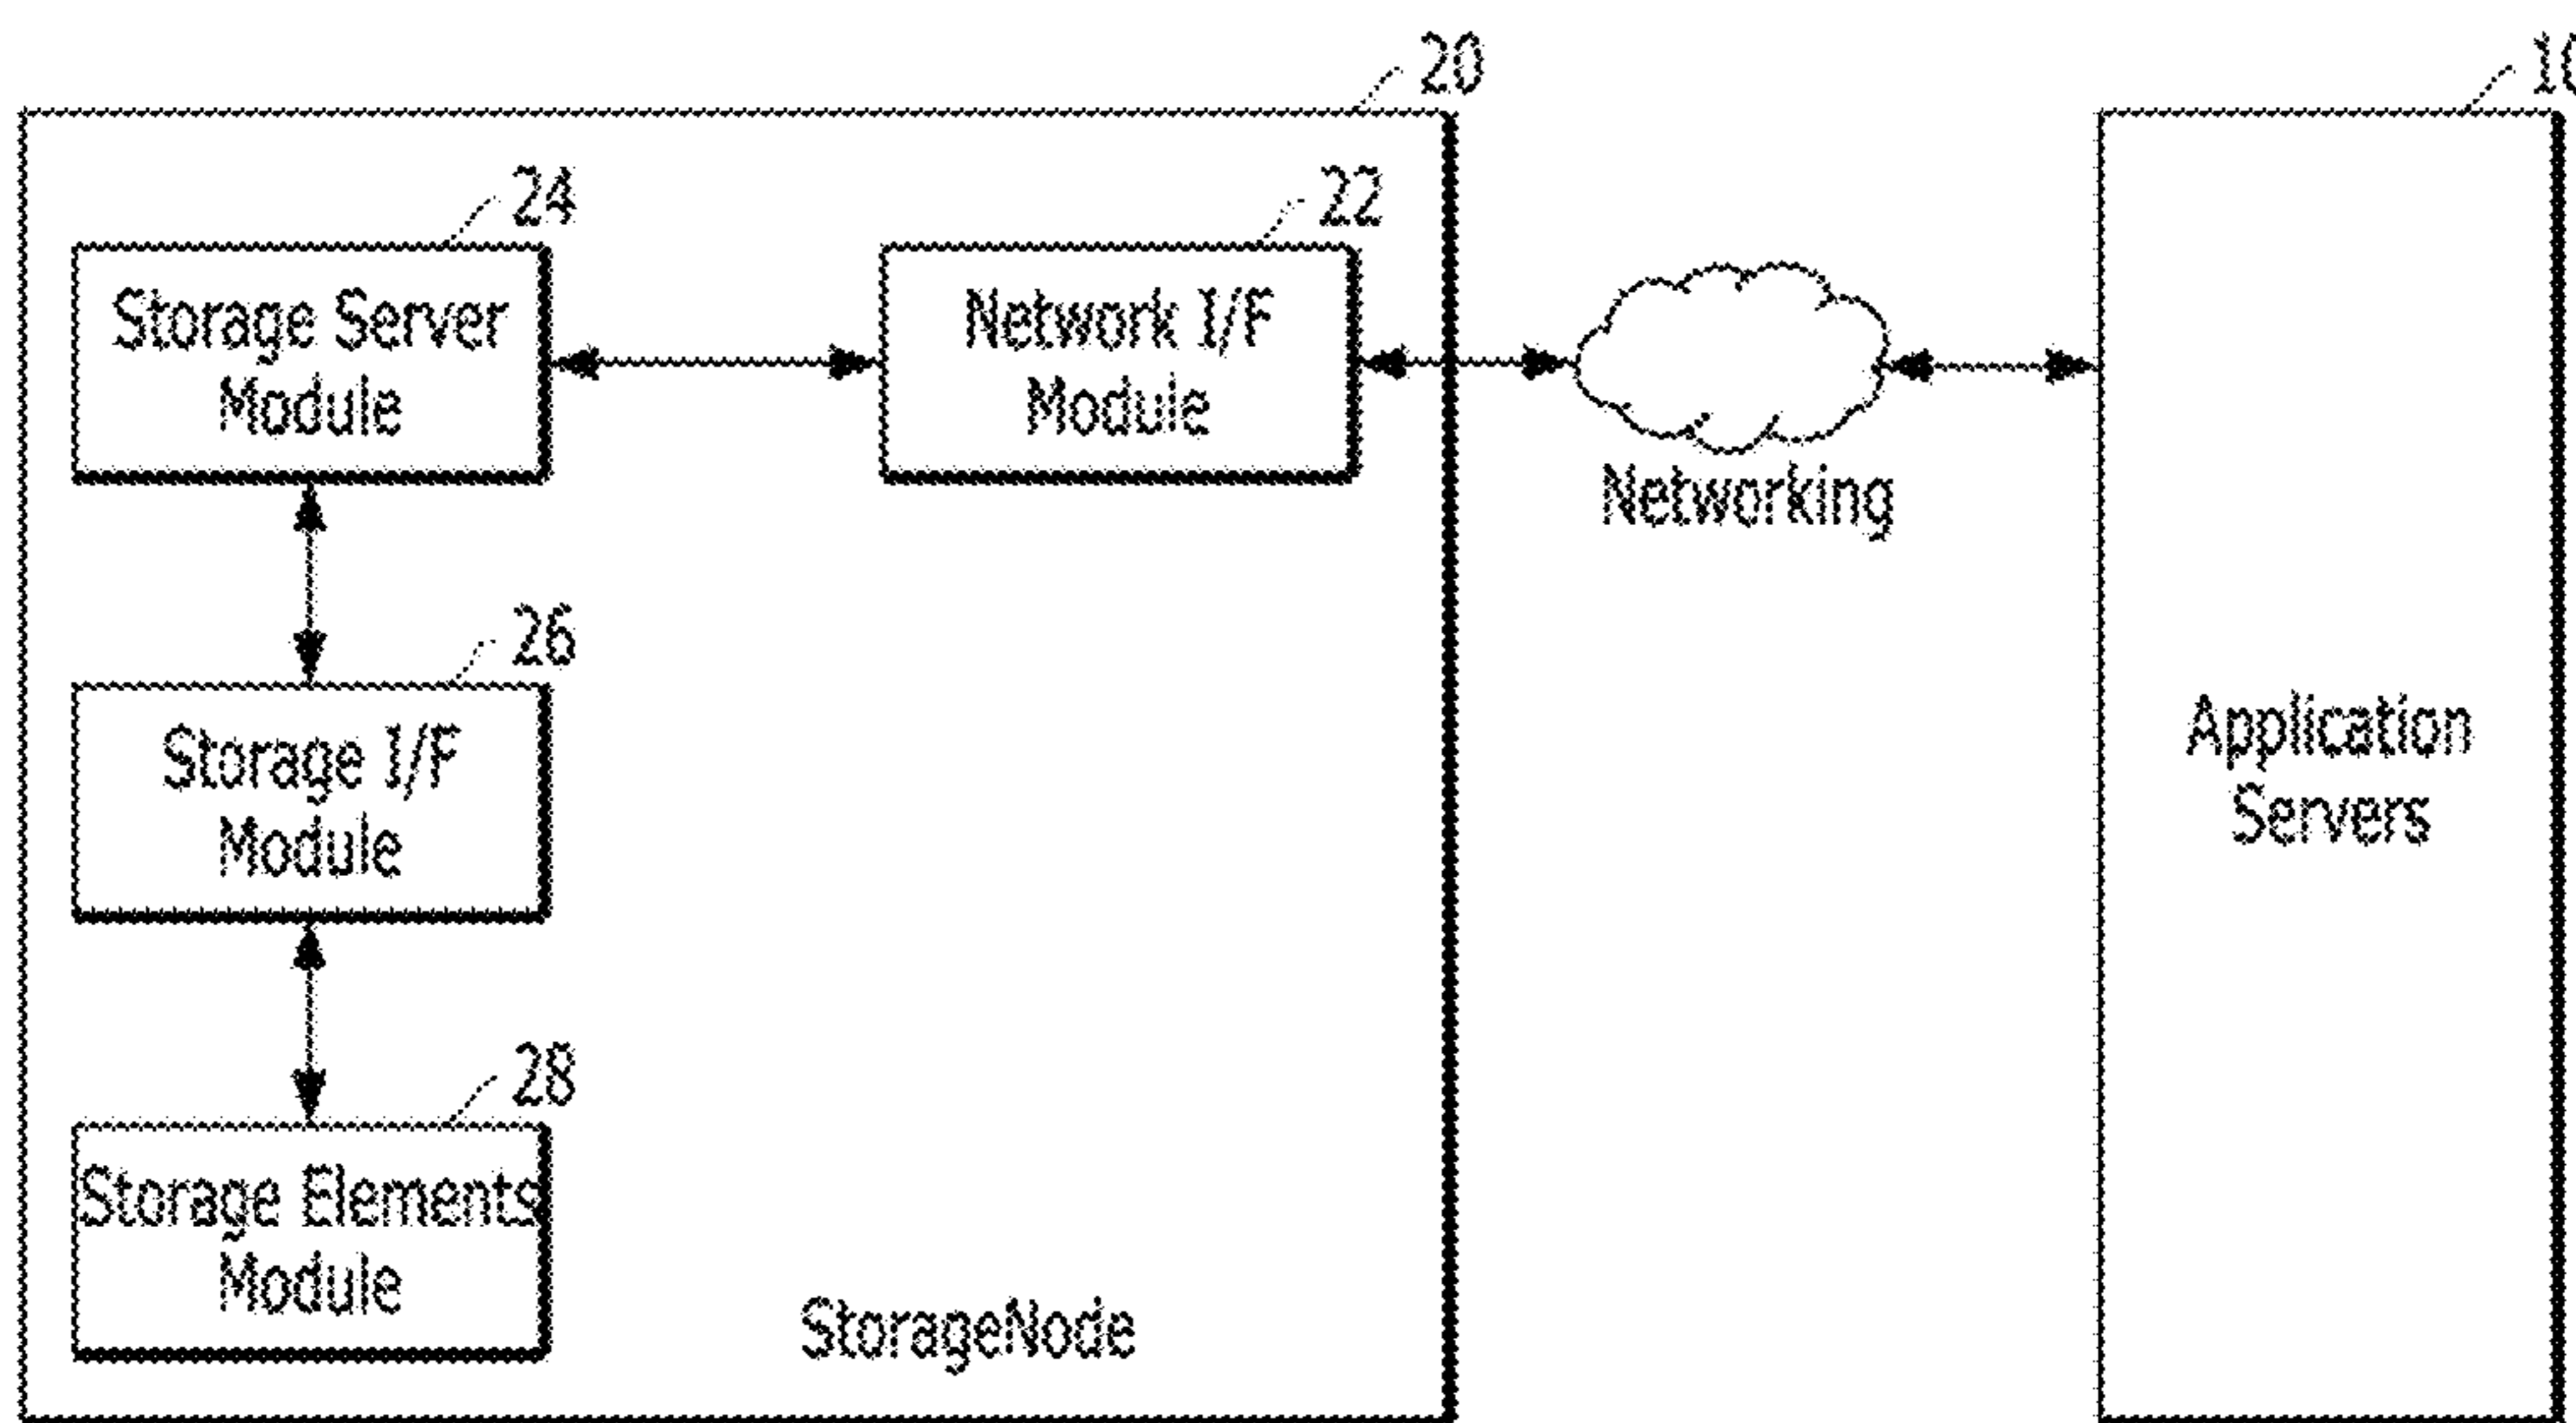 20
10
24
22
Storage Server
Module
Network I/F
Module
Networking
26
Storage I/F
Module
Application
Servers
28
Storage Elements
Module
StorageNode